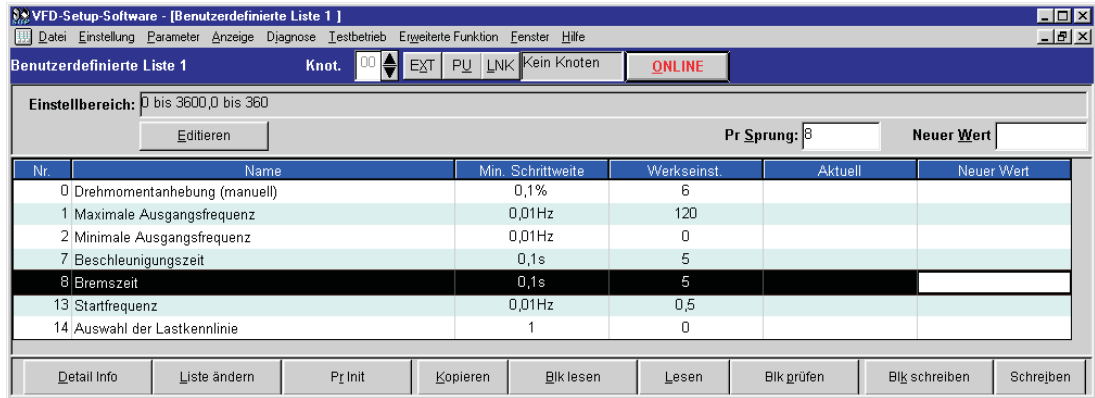 VFD-Setup-Software - [Benutzerdefinierte Liste 1 ]
Datei Einstellung Parameter Anzeige Diagnose Testbetrieb Erweiterte Funktion Fenster Hilfe
Benutzerdefinierte Liste 1 Knot. 00 EXT PU LNK Kein Knoten ONLINE
Einstellbereich: 0 bis 3600,0 bis 360
Editieren Pr Sprung: 8 Neuer Wert
Nr. Name Min. Schrittweite Werkseinst. Aktuell Neuer Wert
0 Drehmomentanhebung (manuell) 0,1% 6
1 Maximale Ausgangsfrequenz 0,01Hz 120
2 Minimale Ausgangsfrequenz 0,01Hz 0
7 Beschleunigungszeit 0,1s 5
8 Bremszeit 0,1s 5
13 Startfrequenz 0,01Hz 0,5
14 Auswahl der Lastkennlinie 1 0
Detail Info Liste ändern Pr Init Kopieren Blk lesen Lesen Blk prüfen Blk schreiben Schreiben